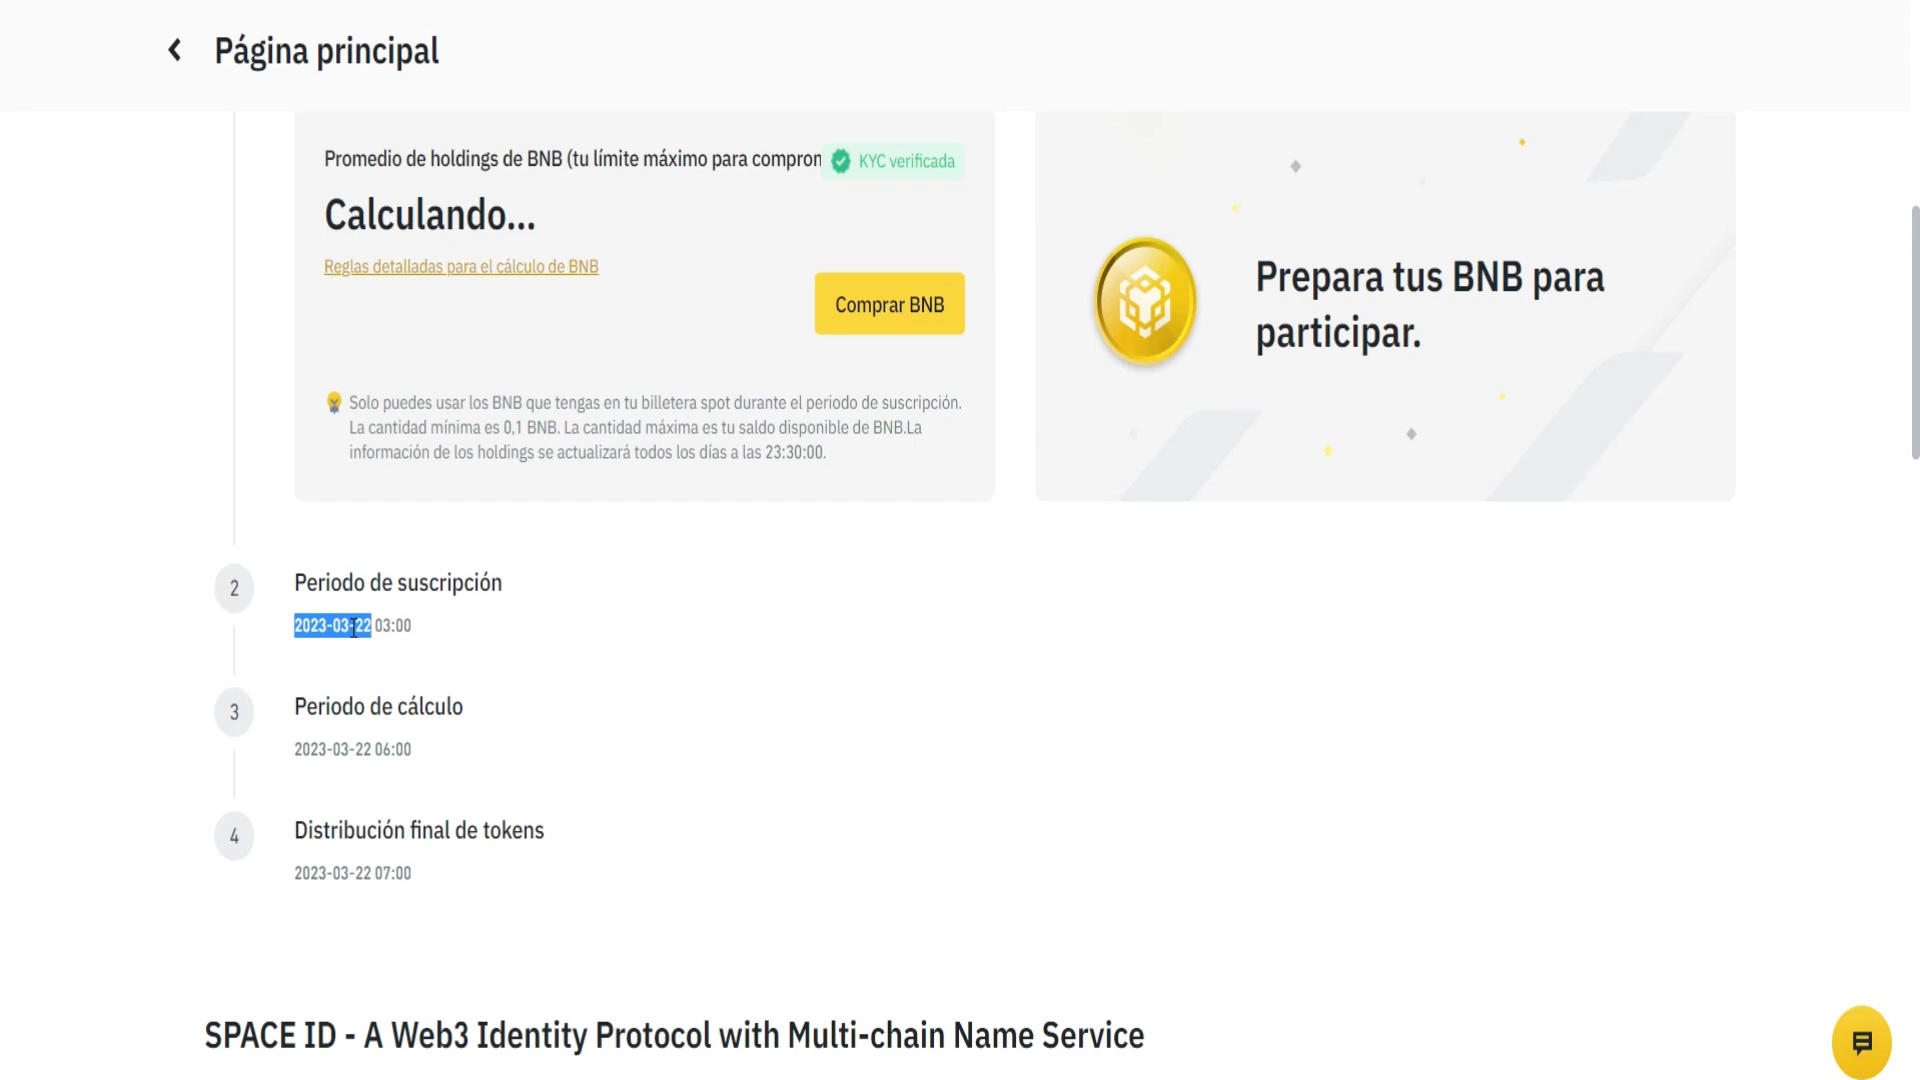 Página principal
Promedio de holdings de BNB (tu límite máximo para comprom
KYC verificada
Calculando...
Reglas detalladas para el cálculo de BNB
Comprar BNB
Solo puedes usar los BNB que tengas en tu billetera spot durante el periodo de suscripción.
La cantidad mínima es 0,1 BNB. La cantidad máxima es tu saldo disponible de BNB.La
información de los holdings se actualizará todos los días a las 23:30:00.
Prepara tus BNB para
participar.
2
Periodo de suscripción
2023-03-22 03:00
3
Periodo de cálculo
2023-03-22 06:00
4
Distribución final de tokens
2023-03-22 07:00
SPACE ID - A Web3 Identity Protocol with Multi-chain Name Service